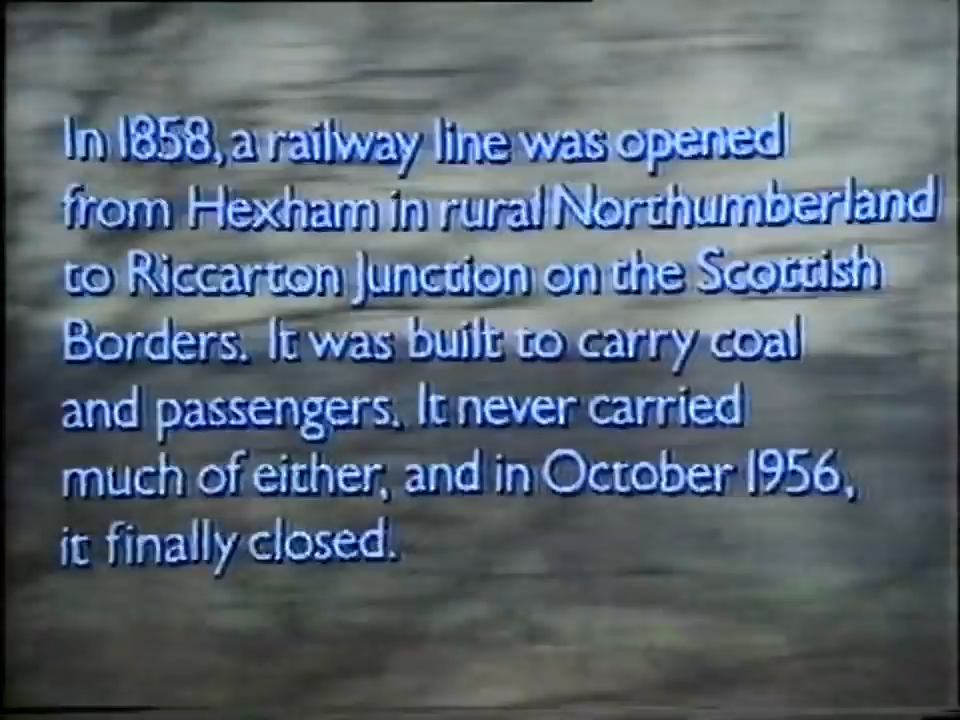 In 1858, a railway line was opened
from Hexham in rural Northumberland
to Riccarton Junction on the Scottish
Borders. It was built to carry coal
and passengers. It never carried
much of either, and in October 1956,
it finally closed.